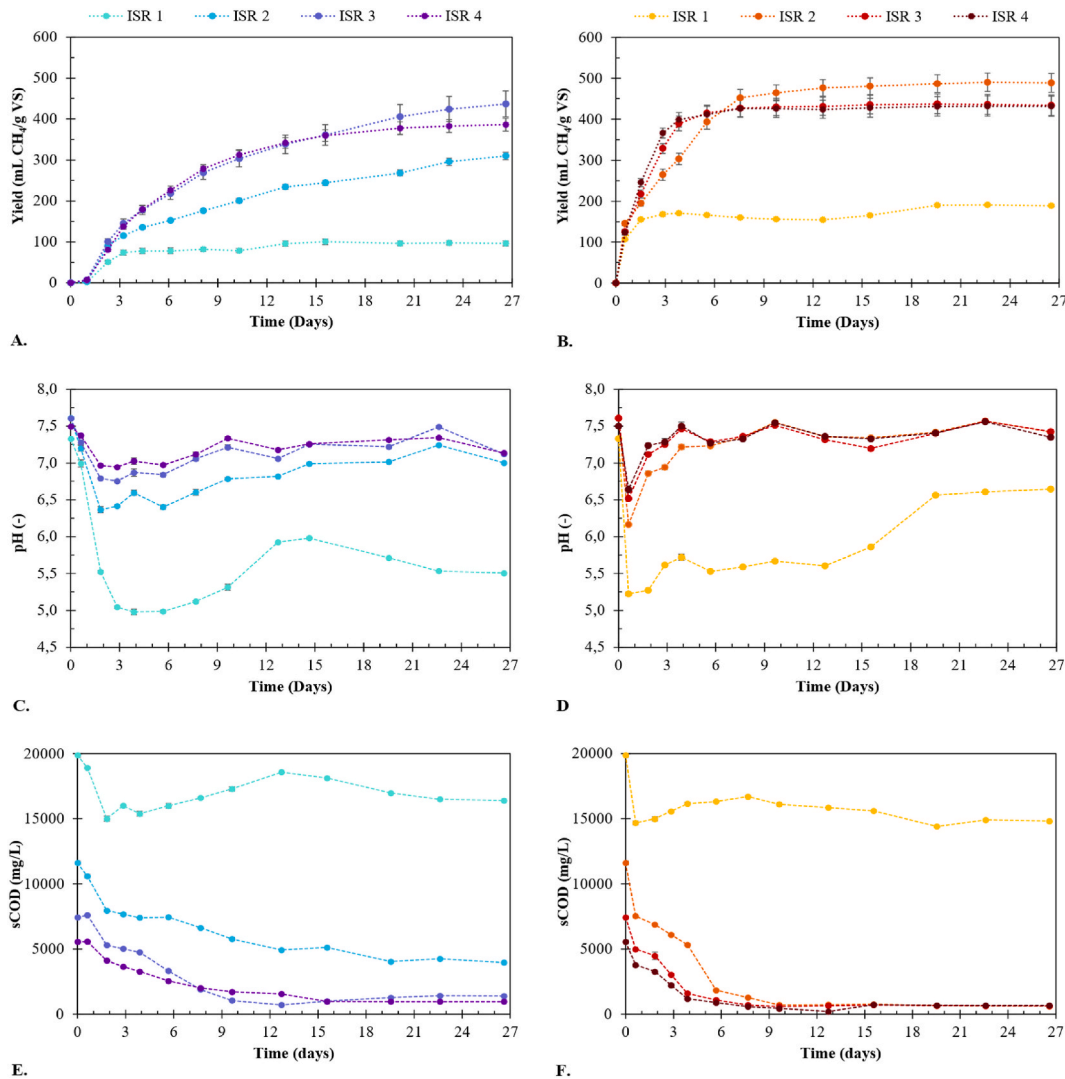 ISR 1 ISR 2 ISR 3 ISR 4
600
500
400
300
200
100
0
Yield (mL CH4/g VS)
0 3 6 9 12 15 18 21 24 27
Time (Days)
A.
ISR 1 ISR 2 ISR 3 ISR 4
600
500
400
300
200
100
0
Yield (mL CH4/g VS)
0 3 6 9 12 15 18 21 24 27
Time (Days)
B.
8,0
7,5
7,0
6,5
6,0
5,5
5,0
4,5
pH (-)
0 3 6 9 12 15 18 21 24 27
Time (Days)
C.
8,0
7,5
7,0
6,5
6,0
5,5
5,0
4,5
pH (-)
0 3 6 9 12 15 18 21 24 27
Time (Days)
D
20000
15000
10000
5000
0
sCOD (mg/L)
0 3 6 9 12 15 18 21 24 27
Time (days)
E.
20000
15000
10000
5000
0
sCOD (mg/L)
0 3 6 9 12 15 18 21 24 27
Time (days)
F.